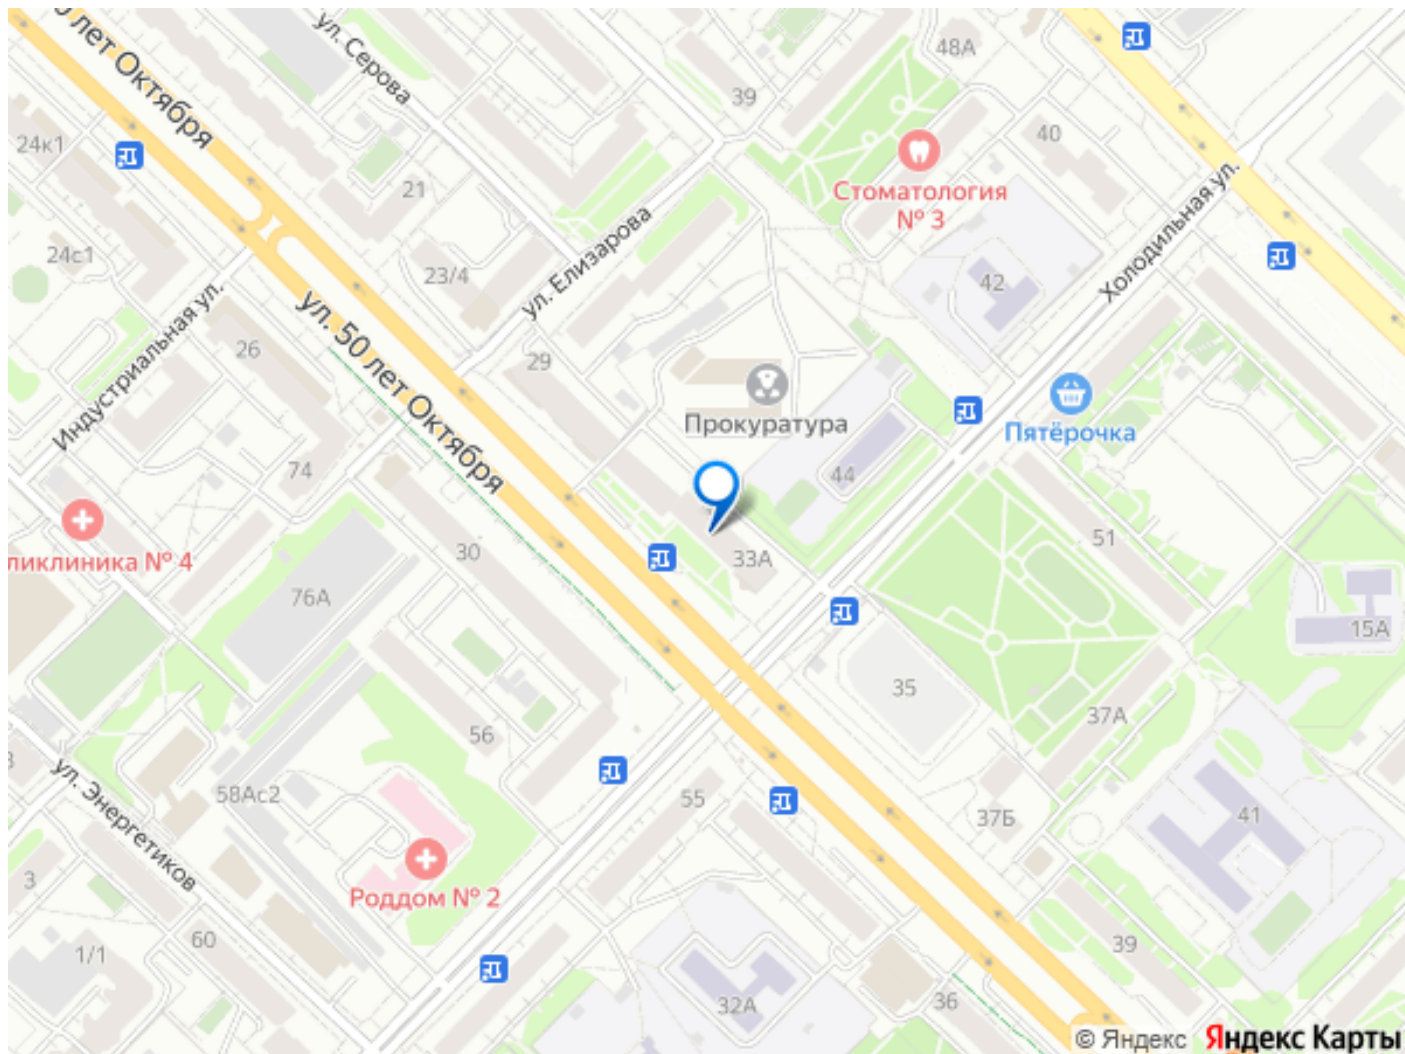 50 лет Октября
ул. Серова
48А
39
40
24к1
21
Стоматология
№ 3
Холодильная ул.
24с1
23/4
ул. Елизарова
42
Индустриальная ул.
26
ул. 50 лет Октября
29
Прокуратура
Пятёрочка
74
44
51
ликлиника № 4
30
33А
76А
15А
35
37А
56
ул. Энергетиков
58Ас2
55
37Б
41
3
3
Роддом № 2
60
1/1
39
32А
36
© Яндекс Яндекс Карты